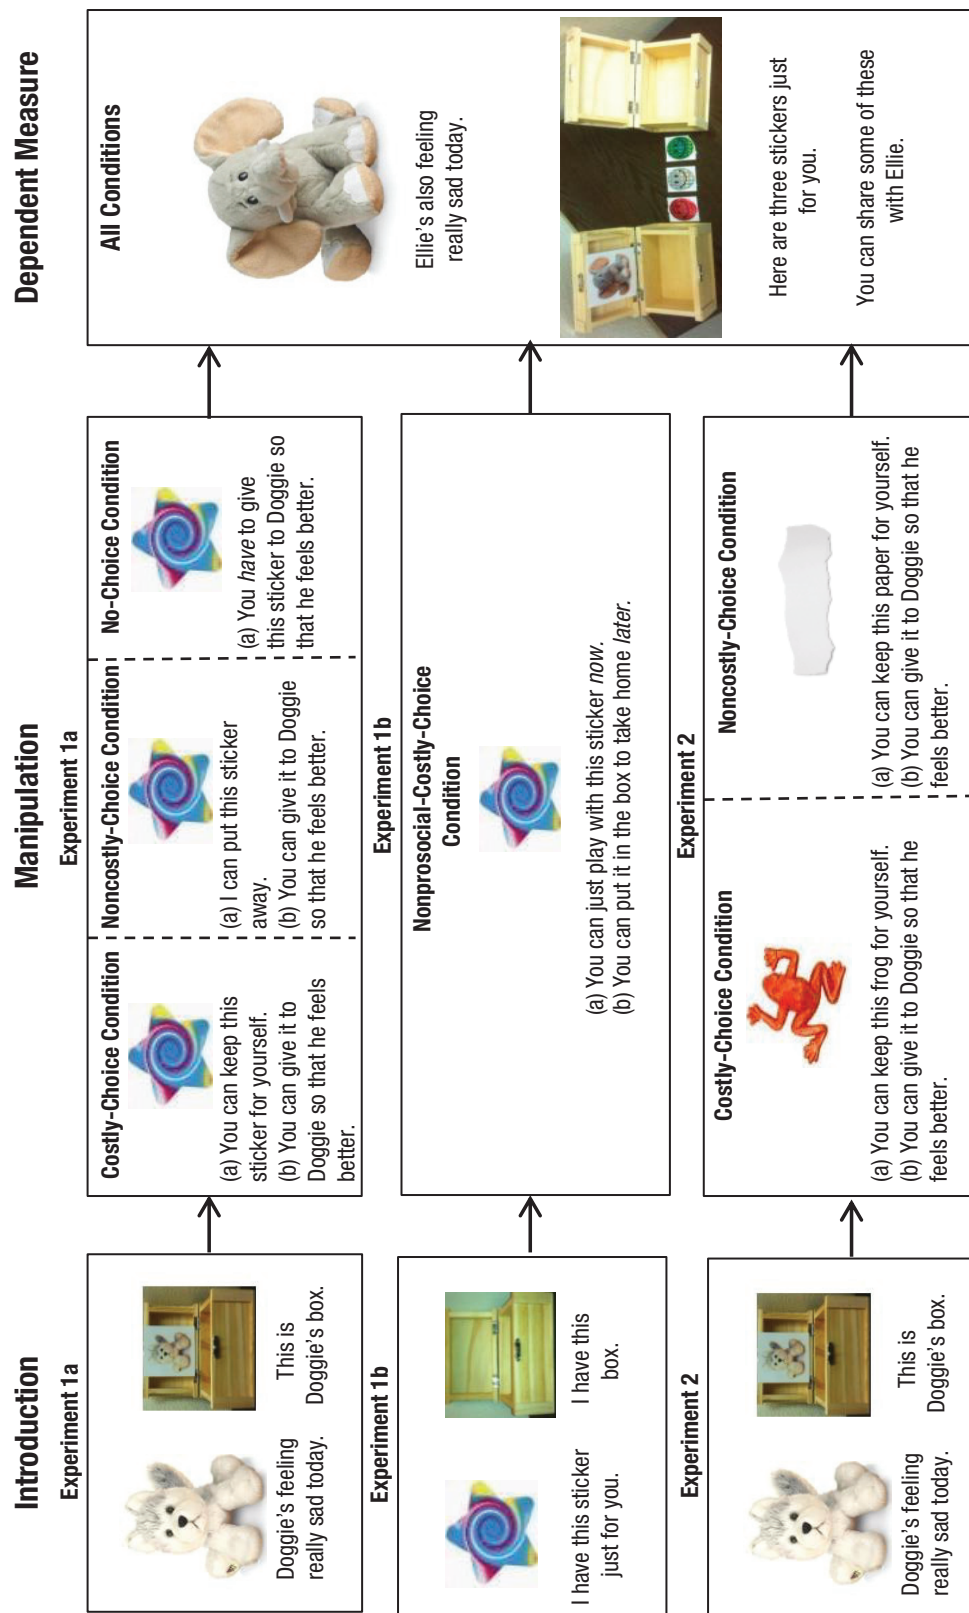 Introduction
Manipulation
Dependent Measure
Experiment 1a
Doggie's feeling
really sad today.
This is
Doggie's box.
Experiment 1b
I have this sticker
just for you.
I have this
box.
Experiment 2
Doggie's feeling
really sad today.
This is
Doggie's box.
Experiment 1a
Costly-Choice Condition
(a) You can keep this
sticker for yourself.
(b) You can give it to
Doggie so that he feels
better.
Noncostly-Choice Condition
(a) I can put this sticker
away.
(b) You can give it to Doggie
so that he feels better.
No-Choice Condition
(a) You have to give
this sticker to Doggie so
that he feels better.
Experiment 1b
Nonprosocial-Costly-Choice
Condition
(a) You can just play with this sticker now.
(b) You can put it in the box to take home later.
Experiment 2
Costly-Choice Condition
(a) You can keep this frog for yourself.
(b) You can give it to Doggie so that he
feels better.
Noncostly-Choice Condition
(a) You can keep this paper for yourself.
(b) You can give it to Doggie so that he
feels better.
All Conditions
Ellie's also feeling
really sad today.
Here are three stickers just
for you.
You can share some of these
with Ellie.